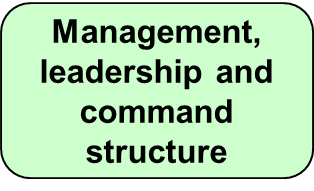 Management,
leadership and
command
structure